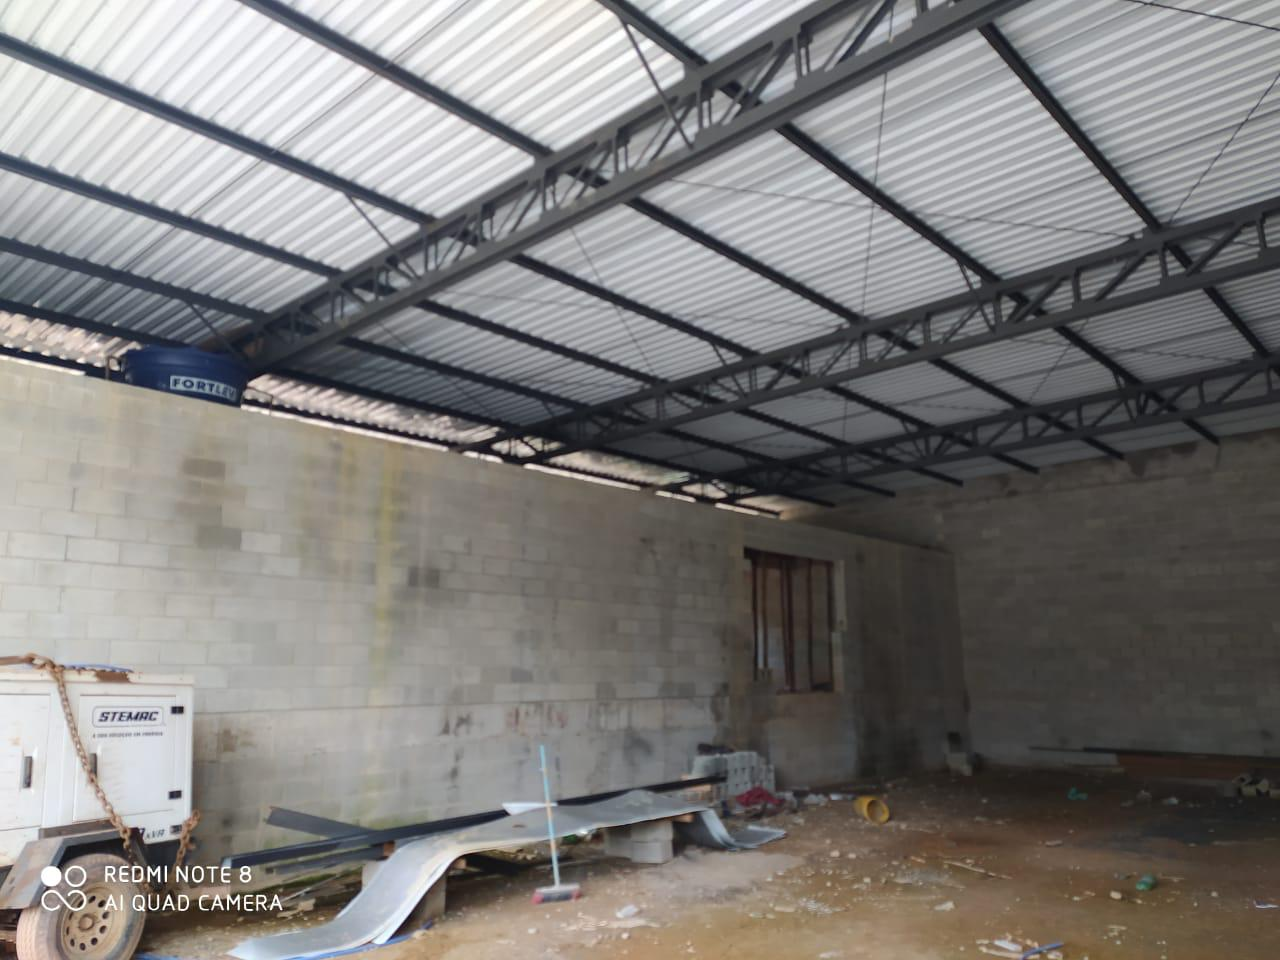 FORTLEV
STEMAC
REDMI NOTE 8
AI QUAD CAMERA